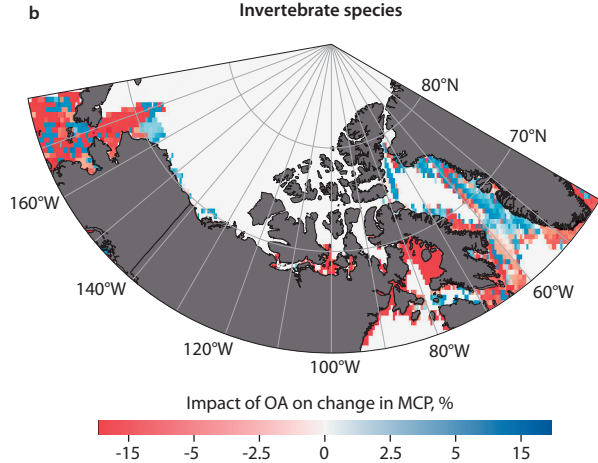 b
Invertebrate species
80°N
70°N
160°W
140°W
120°W
100°W
80°W
60°W
Impact of OA on change in MCP, %
-15 -5 -2.5 0 2.5 5 15